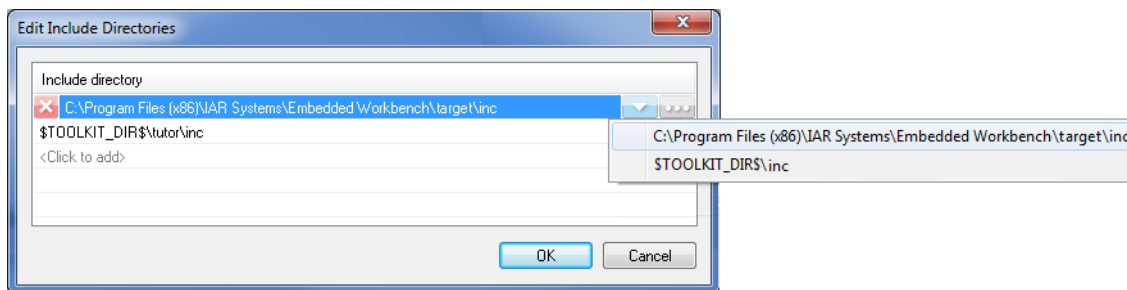 Edit Include Directories
Include directory
C:\Program Files (x86)\IAR Systems\Embedded Workbench\target\inc
$TOOLKIT_DIR$\tutor\inc
<Click to add>
C:\Program Files (x86)\IAR Systems\Embedded Workbench\target\inc
$TOOLKIT_DIR$\inc
OK
Cancel